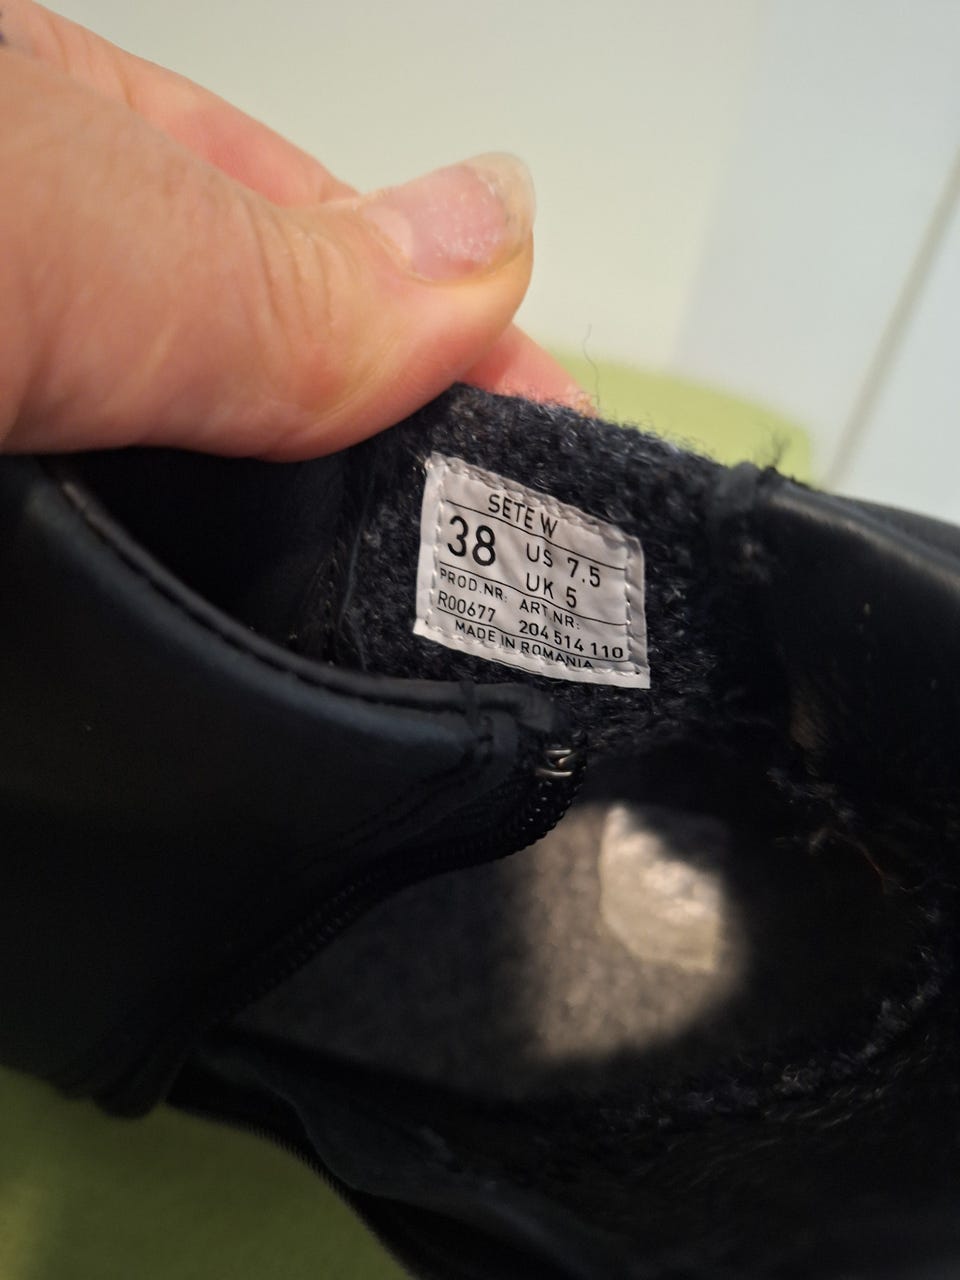 SETE W
38 US 7.5
UK 5
PROD.NR: ART.NR:
R00677 204 514 110
MADE IN ROMANIA